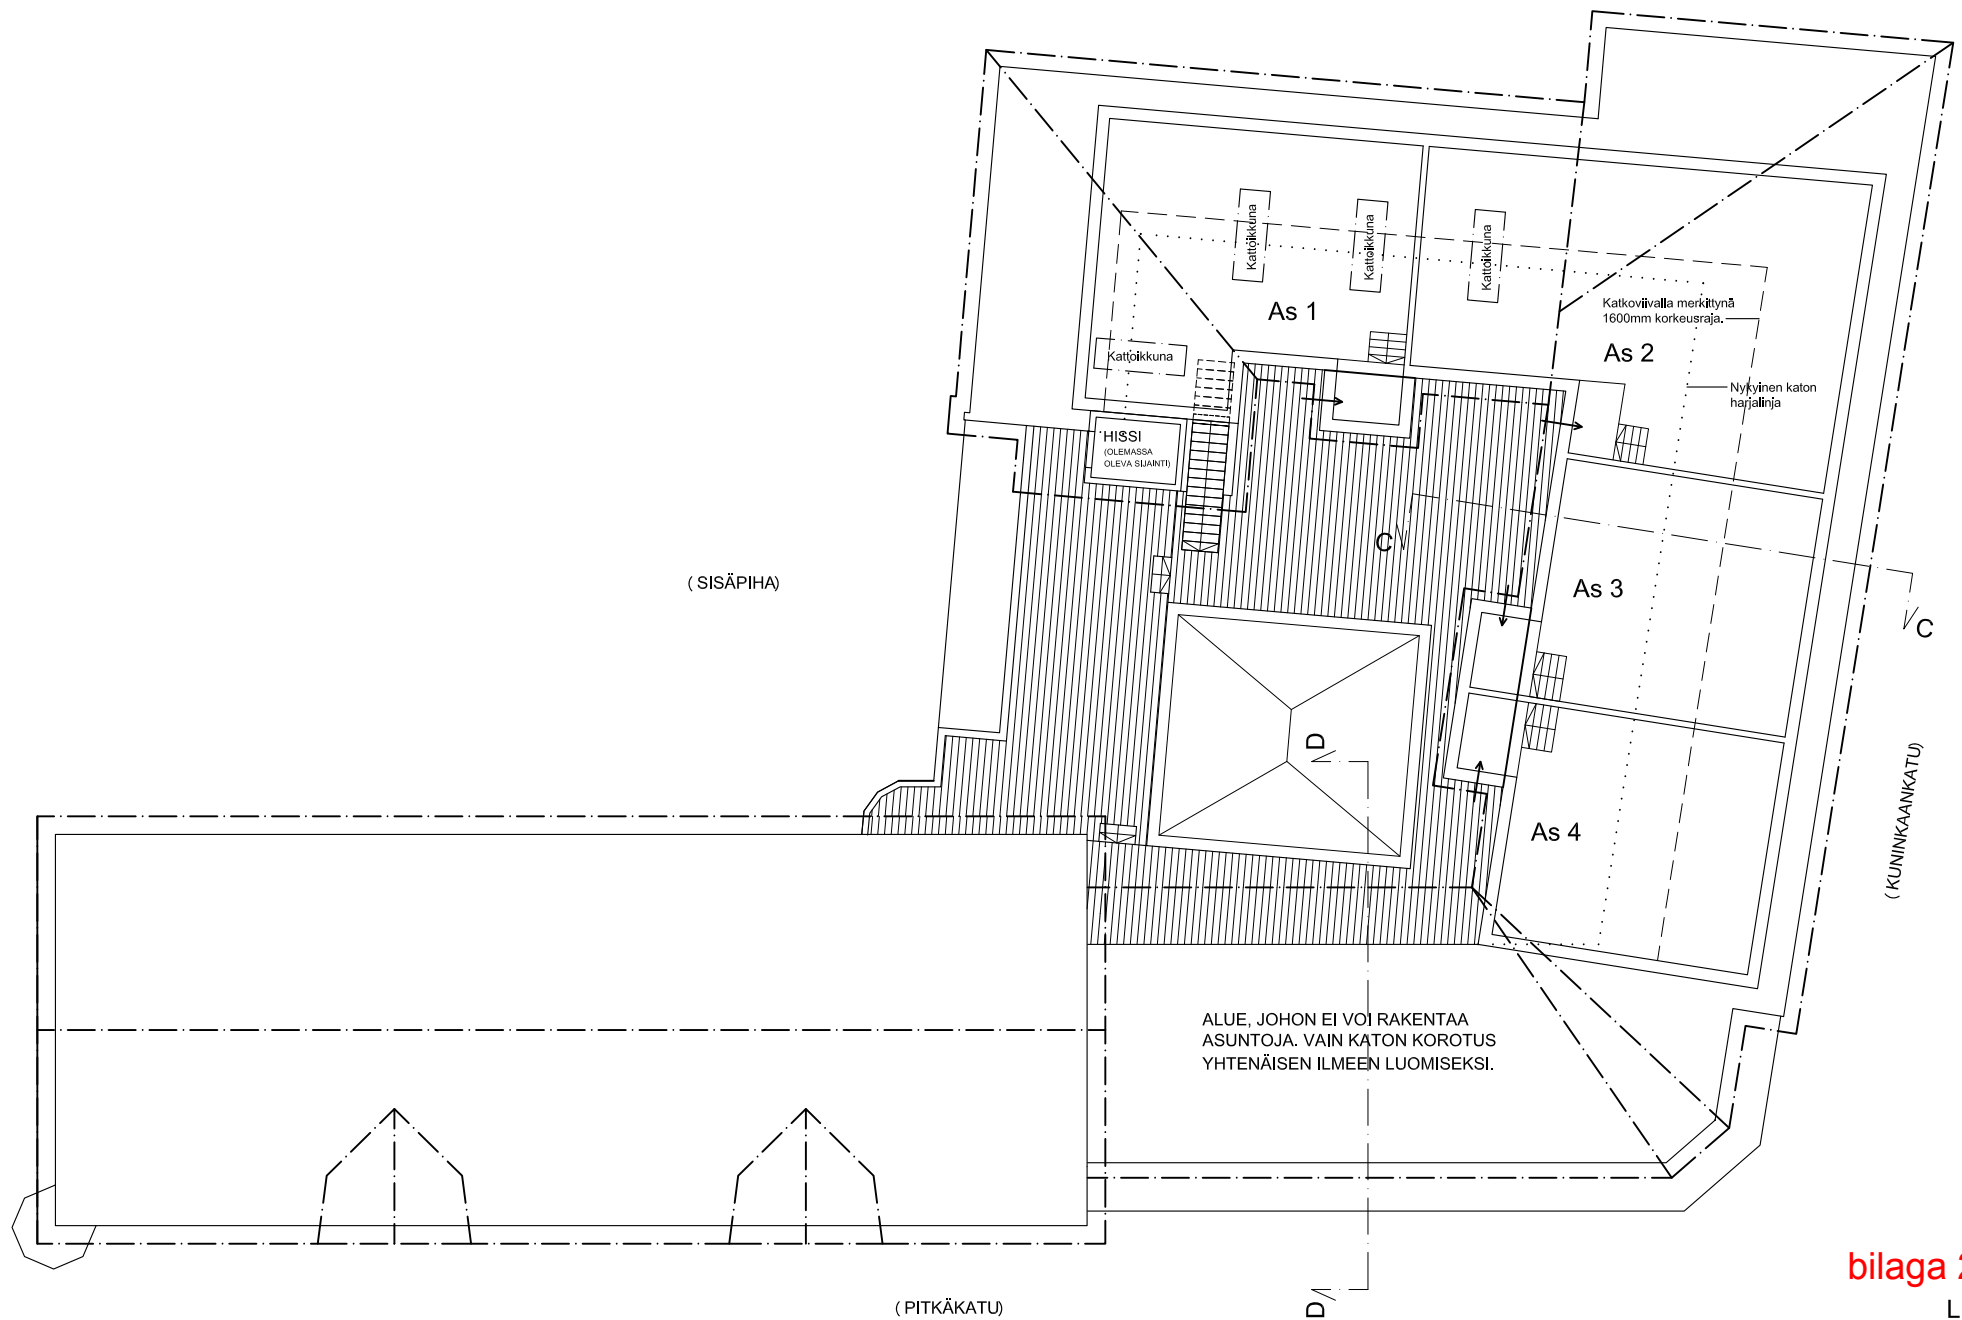 Kattoikkuna
Kattoikkuna
Kattoikkuna
As 1
Katkoviivalla merkittynä
1600mm korkeusraja.
As 2
Kattoikkuna
Nykyinen katon
harjalinja
HISSI
(OLEMASSA
OLEVA SIJAINTI)
C
( SISÄPIHA)
As 3
C
D
As 4
( KUNINKAANKATU)
ALUE, JOHON EI VOI RAKENTAA
ASUNTOJA. VAIN KATON KOROTUS
YHTENÄISEN ILMEEN LUOMISEKSI.
bilaga
( PITKÄKATU)
D
L